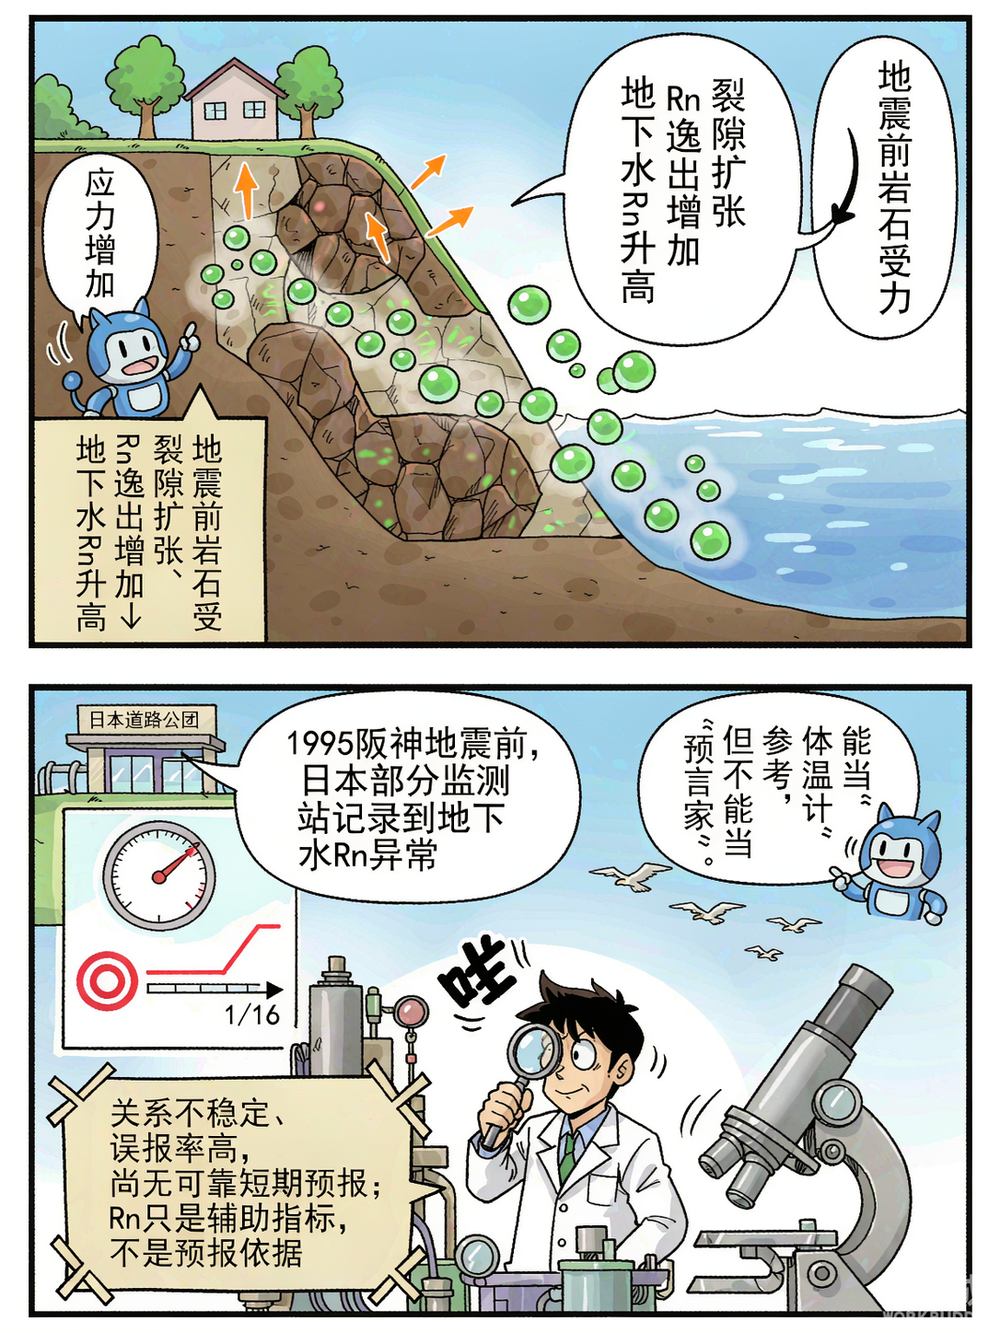 地震前岩石受力
裂隙扩张
Rn逸出增加
地下水Rn升高
应力增加
地震前岩石受
裂隙扩张、
Rn逸出增加→
地下水Rn升高
日本道路公团
1995阪神地震前，
日本部分监测
站记录到地下
水Rn异常
能当“
体温计”
参考，
但不能当
“预言家”。
1/16
哇
关系不稳定、
误报率高，
尚无可靠短期预报；
Rn只是辅助指标，
不是预报依据